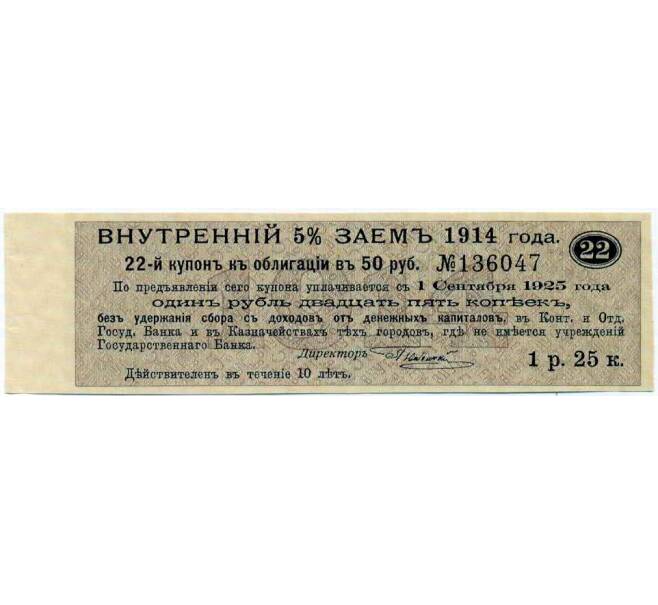 ВНУТРЕННІЙ 5% ЗАЕМЪ 1914 года.
22
22-й купонъ къ облигаціи въ 50 руб. № 136047
По предъявленіи сего купона уплачивается съ 1 Сентября 1925 года
одинъ рубль двадцать пять копѣекъ,
безъ удержанія сбора съ доходовъ отъ денежныхъ капиталовъ, въ Конт. и Отд.
Госуд. Банка и въ Казначействахъ тѣхъ городовъ, гдѣ не имѣется учрежденій
Государственнаго Банка.
Директоръ
1 р. 25 к.
Дѣйствителенъ въ теченіе 10 лѣтъ.